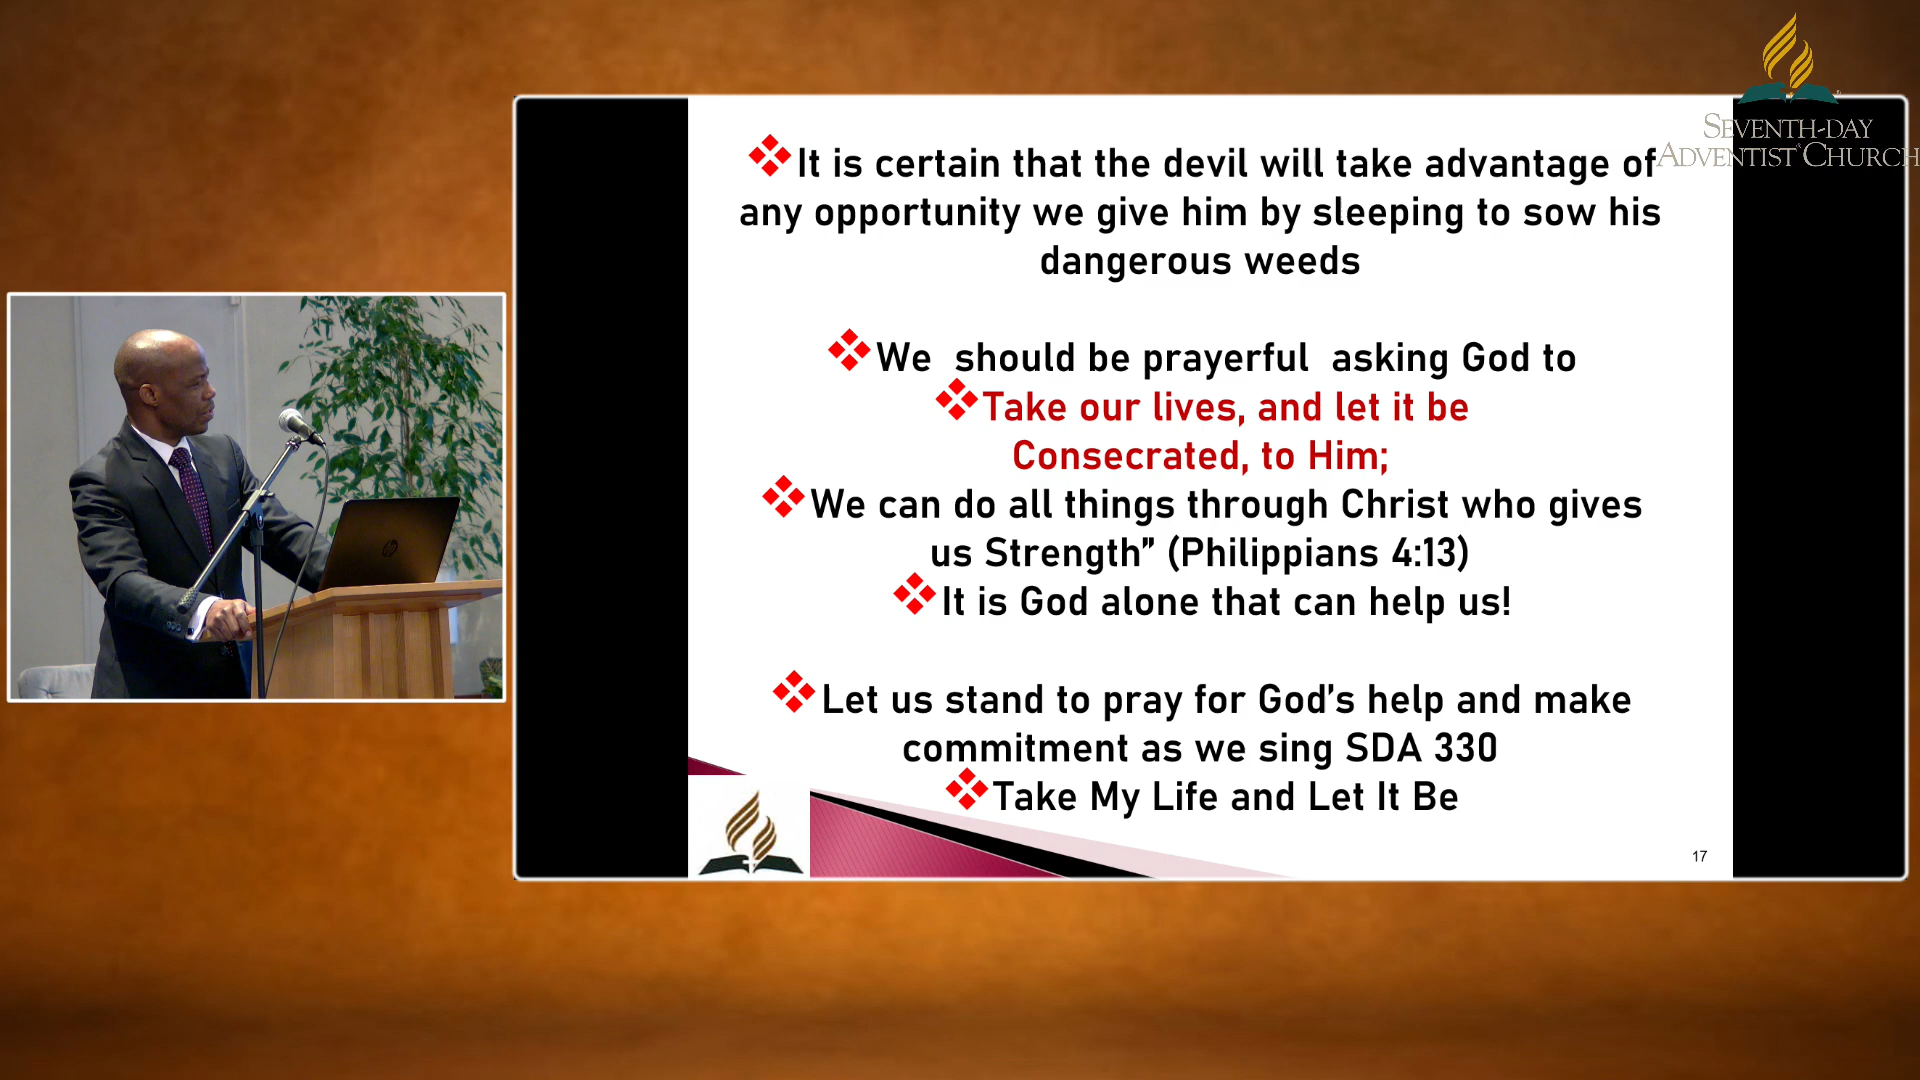 SEVENTH-DAY
ADVENTIST CHURCH
❖It is certain that the devil will take advantage of
any opportunity we give him by sleeping to sow his
dangerous weeds
❖We  should be prayerful  asking God to
❖Take our lives, and let it be
Consecrated, to Him;
❖We can do all things through Christ who gives
us Strength” (Philippians 4:13)
❖It is God alone that can help us!
❖Let us stand to pray for God’s help and make
commitment as we sing SDA 330
❖Take My Life and Let It Be
17
hp